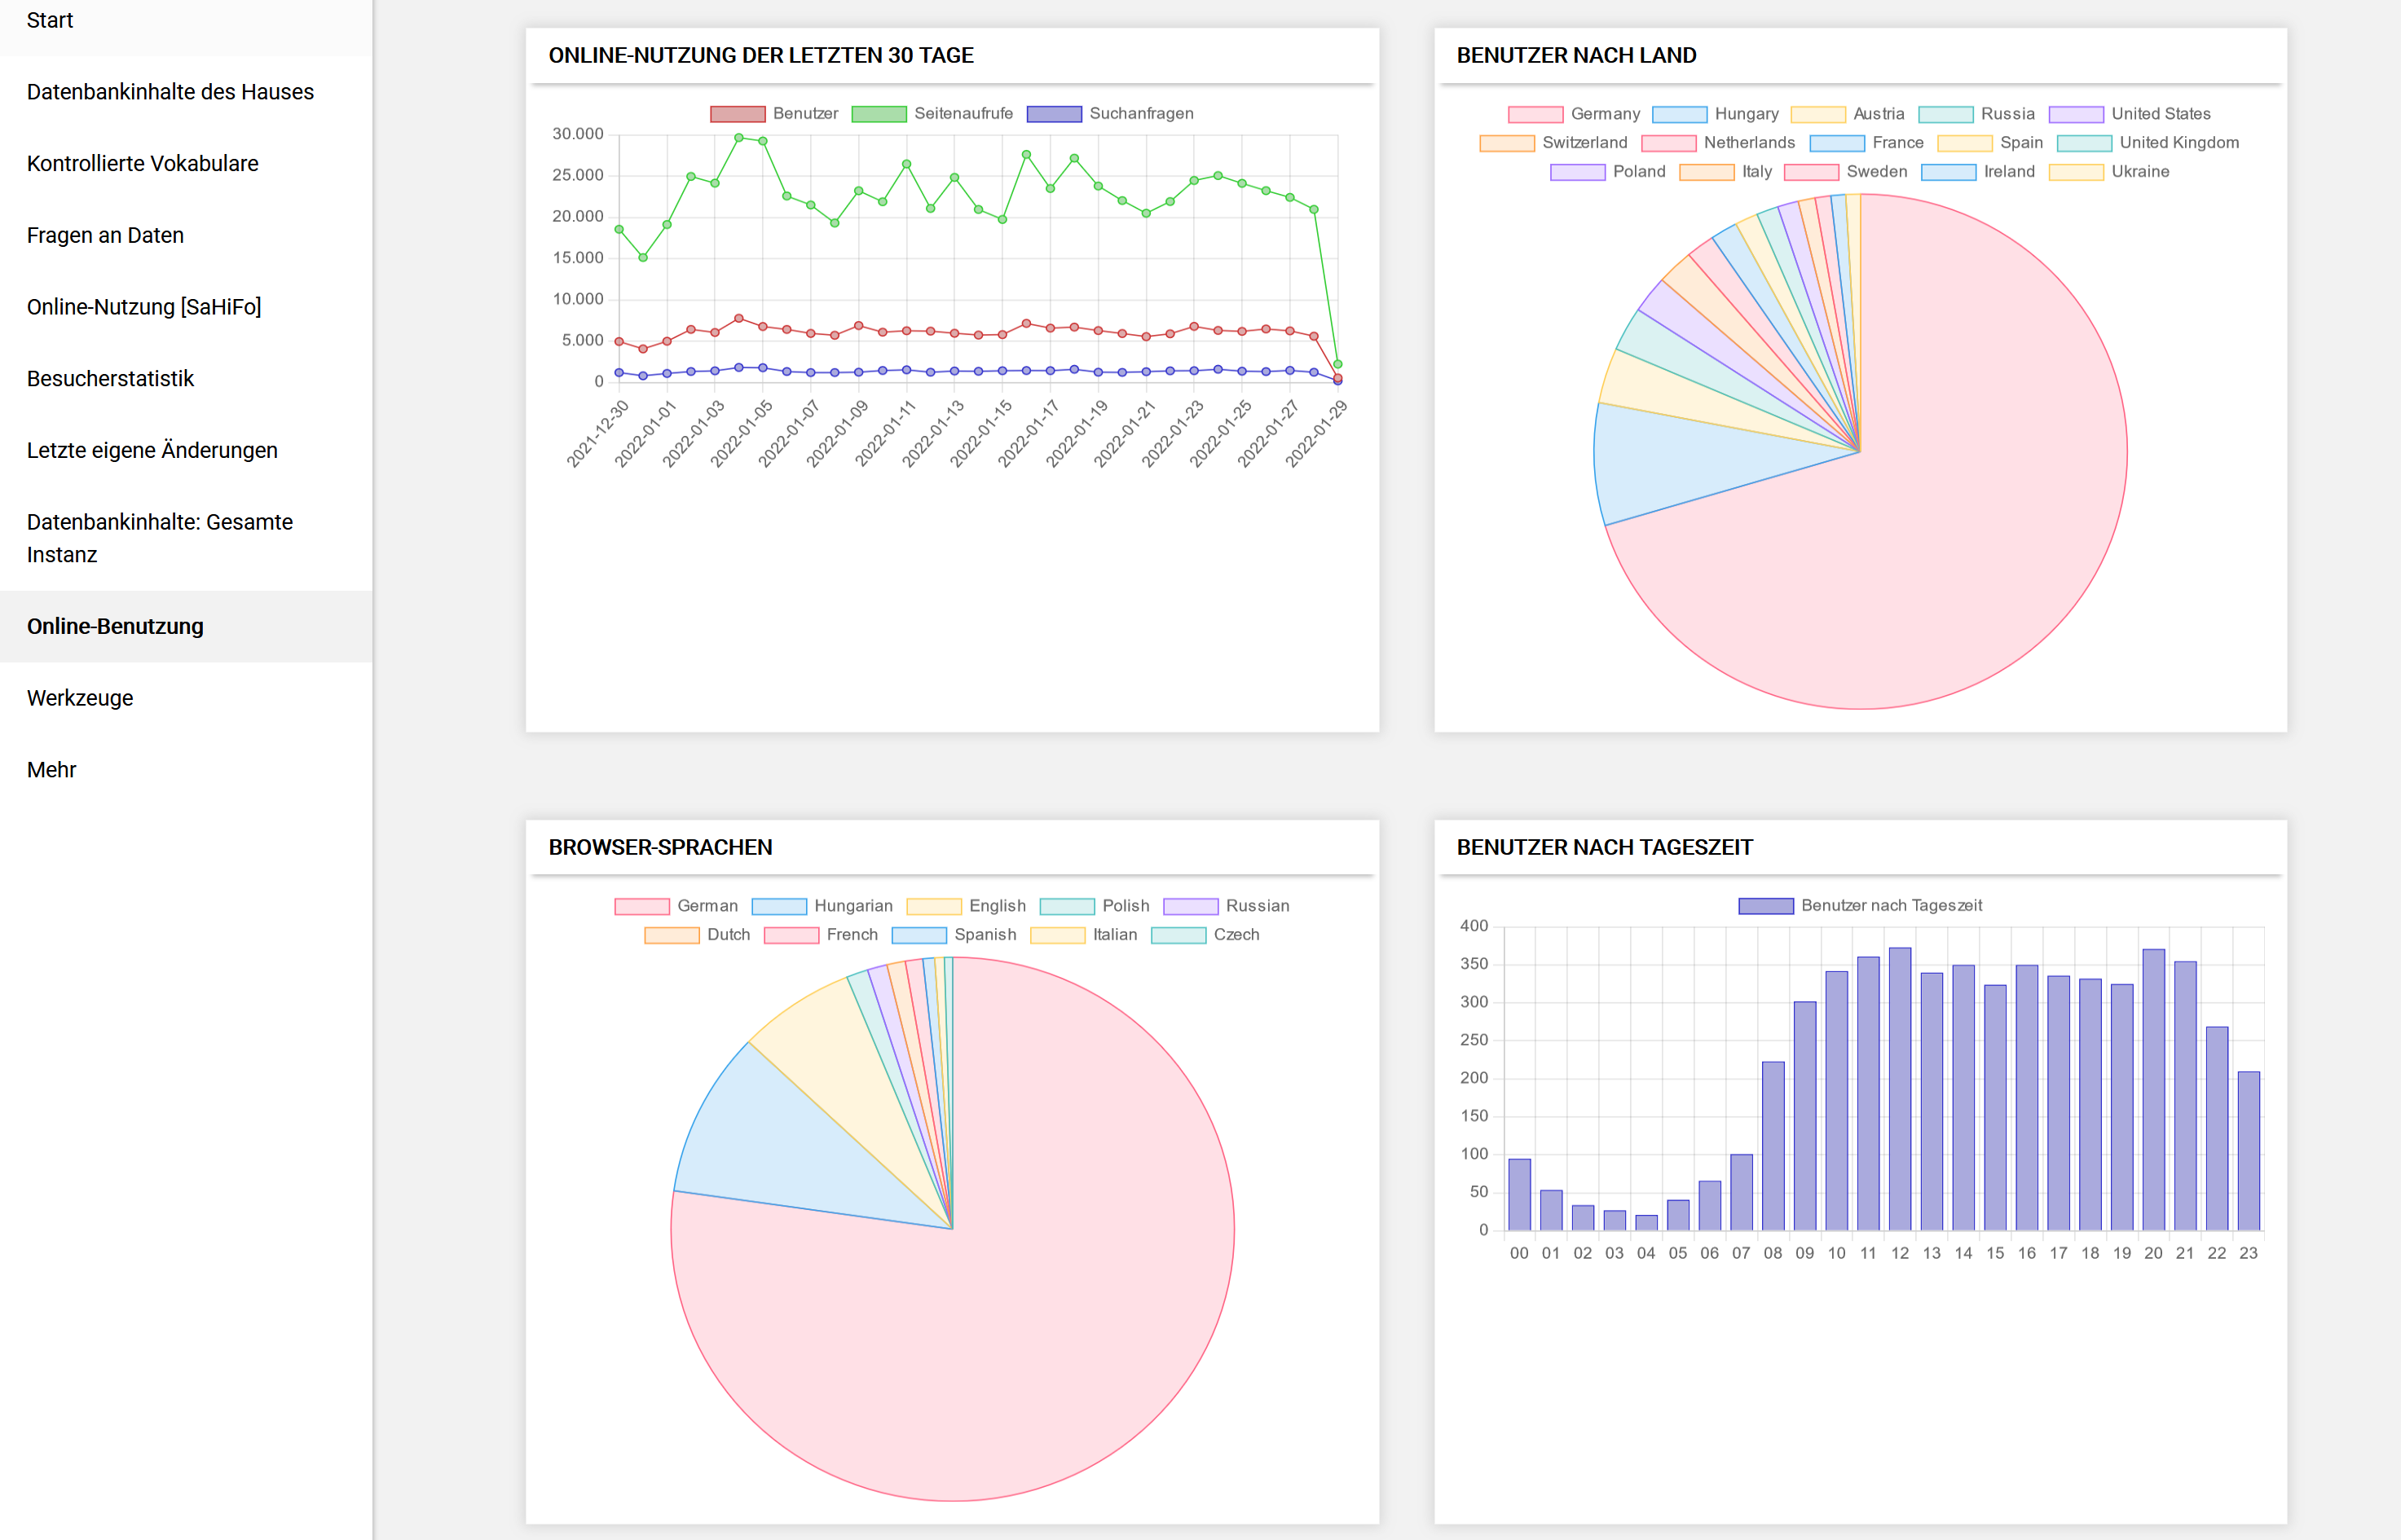 Start
Datenbankinhalte des Hauses
Kontrollierte Vokabulare
Fragen an Daten
Online-Nutzung [SaHiFo]
Besucherstatistik
Letzte eigene Änderungen
Datenbankinhalte: Gesamte
Instanz
Online-Benutzung
Werkzeuge
Mehr
ONLINE-NUTZUNG DER LETZTEN 30 TAGE
Benutzer Seitenaufrufe Suchanfragen
30.000
25.000
20.000
15.000
10.000
5.000
0
2021-12-30 2022-01-01 2022-01-03 2022-01-05 2022-01-07 2022-01-09 2022-01-11 2022-01-13 2022-01-15 2022-01-17 2022-01-19 2022-01-21 2022-01-23 2022-01-25 2022-01-27 2022-01-29
BENUTZER NACH LAND
Germany Hungary Austria Russia United States
Switzerland Netherlands France Spain United Kingdom
Poland Italy Sweden Ireland Ukraine
BROWSER-SPRACHEN
German Hungarian English Polish Russian
Dutch French Spanish Italian Czech
BENUTZER NACH TAGESZEIT
Benutzer nach Tageszeit
400
350
300
250
200
150
100
50
0
00 01 02 03 04 05 06 07 08 09 10 11 12 13 14 15 16 17 18 19 20 21 22 23